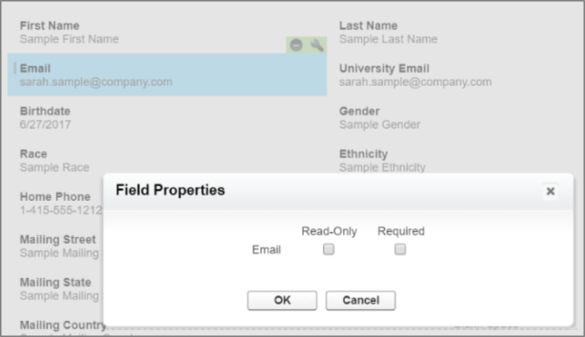 First Name
Sample First Name
Last Name
Sample Last Name
Email
sarah.sample@company.com
University Email
sarah.sample@company.com
Birthdate
6/27/2017
Gender
Sample Gender
Race
Sample Race
Ethnicity
Sample Ethnicity
Home Phone
1-415-555-1212
Mailing Street
Sample Mailing
Mailing State
Sample Mailing
Mailing Country
Field Properties
Read-Only Required
Email
OK Cancel